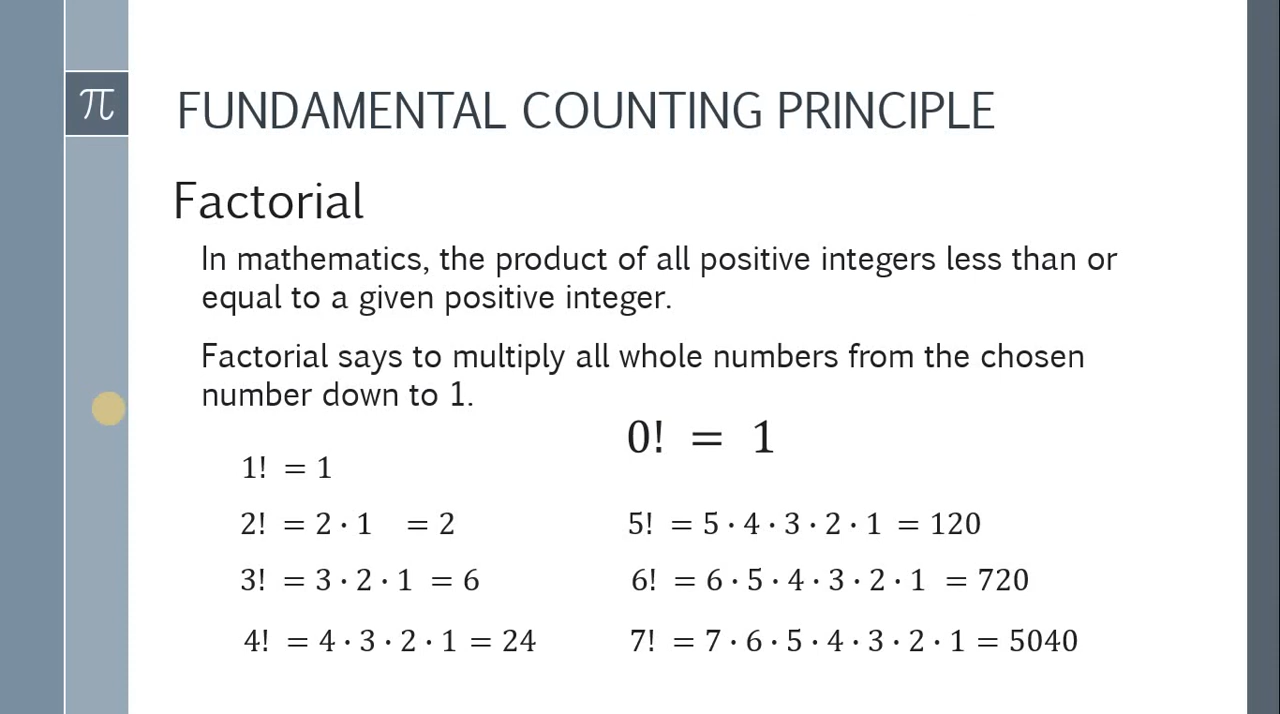 π
FUNDAMENTAL COUNTING PRINCIPLE
Factorial
In mathematics, the product of all positive integers less than or
equal to a given positive integer.
Factorial says to multiply all whole numbers from the chosen
number down to 1.
0! = 1
1! = 1
2! = 2 · 1 = 2
3! = 3 · 2 · 1 = 6
4! = 4 · 3 · 2 · 1 = 24
5! = 5 · 4 · 3 · 2 · 1 = 120
6! = 6 · 5 · 4 · 3 · 2 · 1 = 720
7! = 7 · 6 · 5 · 4 · 3 · 2 · 1 = 5040